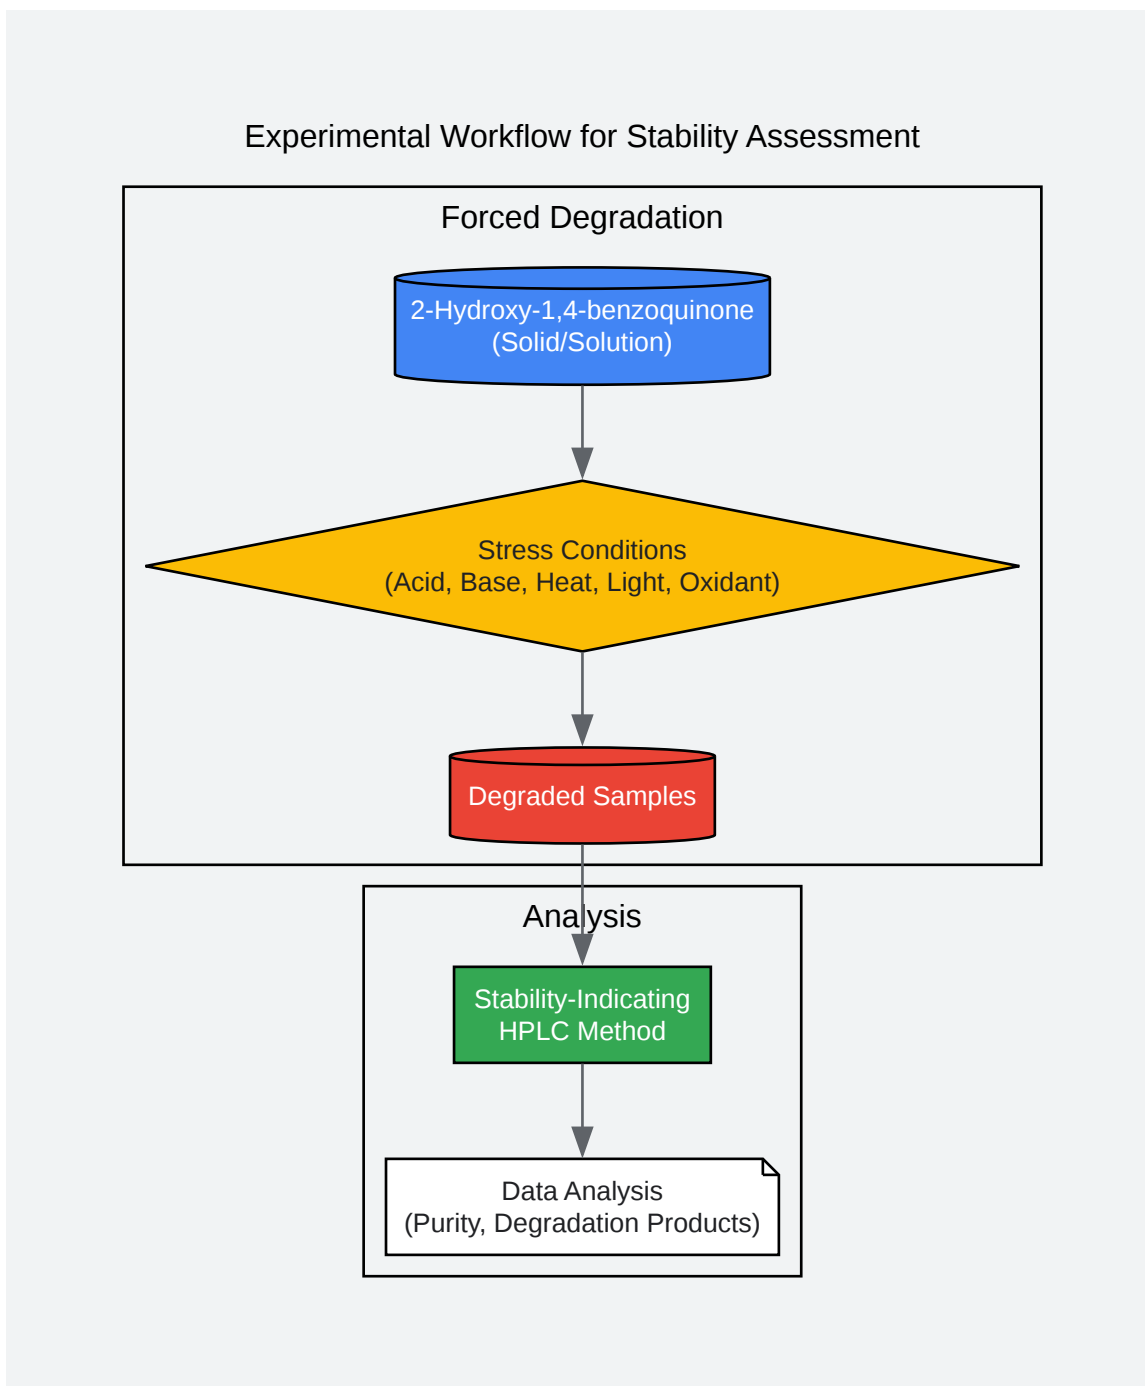 Experimental Workflow for Stability Assessment
Forced Degradation
2-Hydroxy-1,4-benzoquinone
(Solid/Solution)
Stress Conditions
(Acid, Base, Heat, Light, Oxidant)
Degraded Samples
Analysis
Stability-Indicating
HPLC Method
Data Analysis
(Purity, Degradation Products)